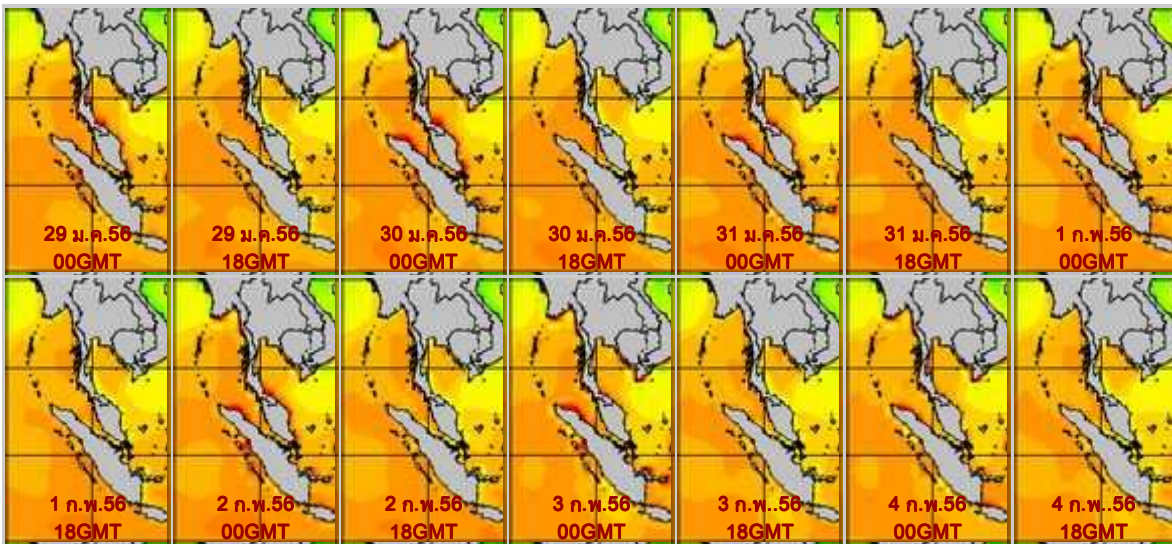 29 ม.ค.56
00GMT
29 ม.ค.56
18GMT
30 ม.ค.56
00GMT
30 ม.ค.56
18GMT
31 ม.ค.56
00GMT
31 ม.ค.56
18GMT
1 ก.พ.56
00GMT
1 ก.พ.56
18GMT
2 ก.พ.56
00GMT
2 ก.พ.56
18GMT
3 ก.พ.56
00GMT
3 ก.พ..56
18GMT
4 ก.พ.56
00GMT
4 ก.พ..56
18GMT